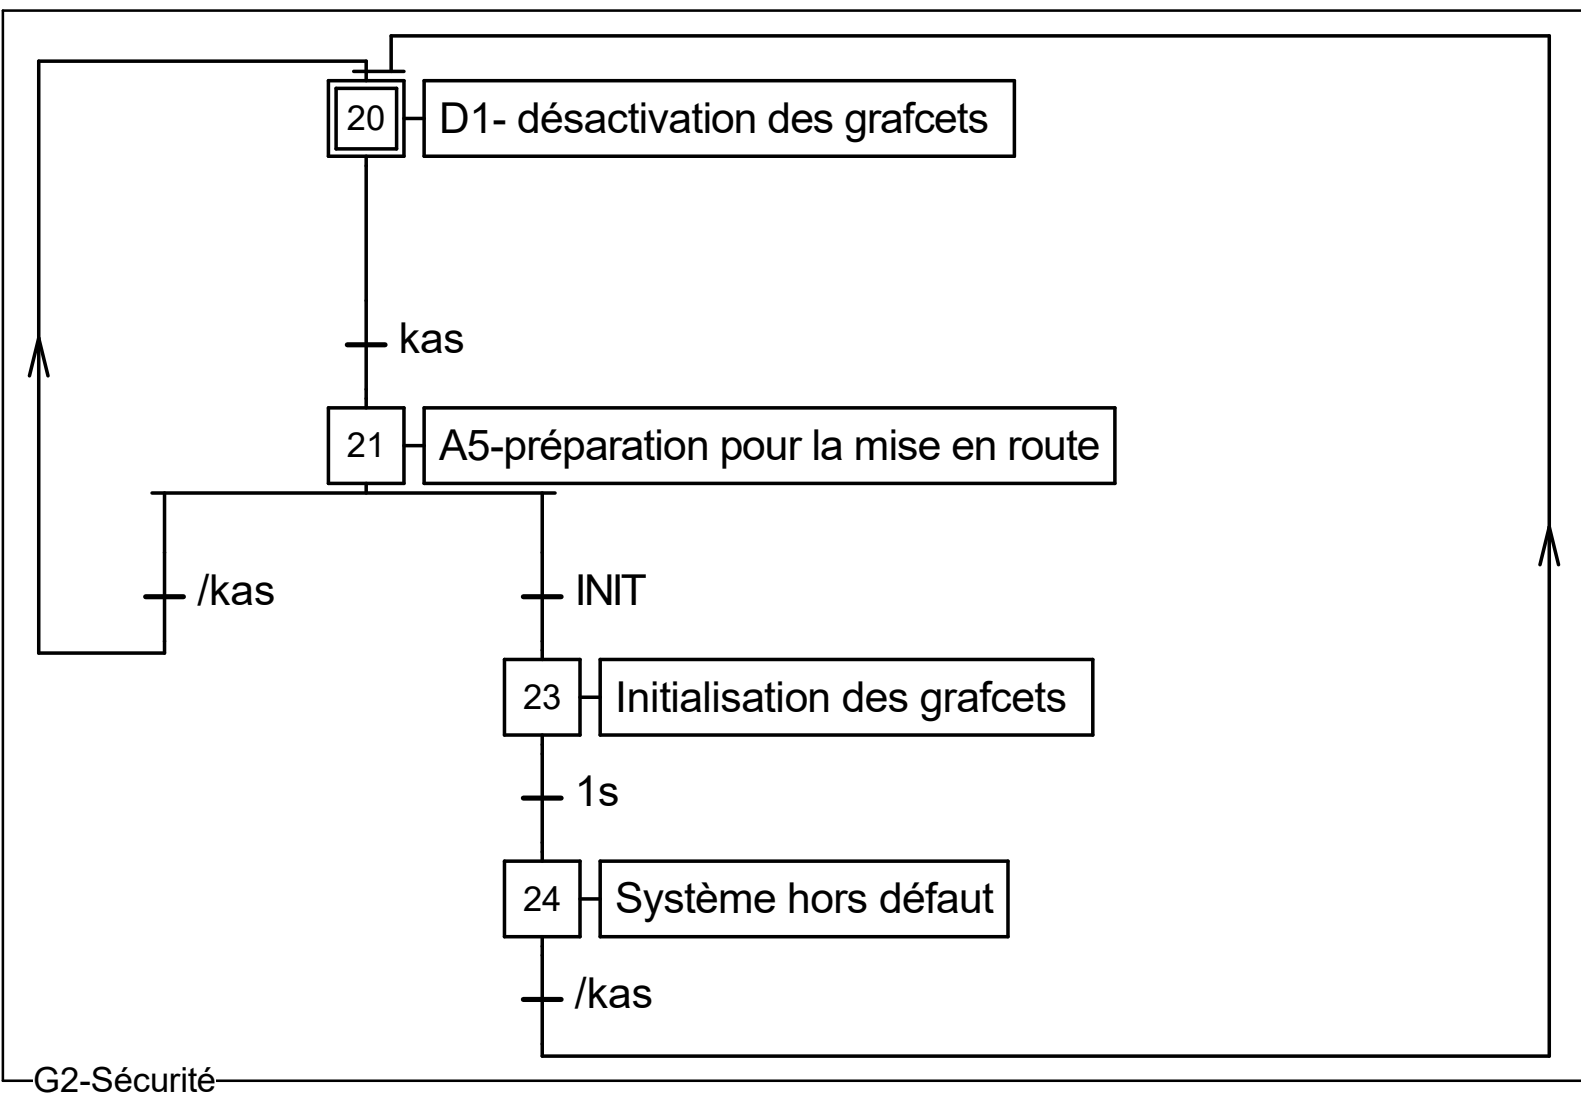 20
D1- désactivation des grafcets
kas
21
A5-préparation pour la mise en route
/kas
INIT
23
Initialisation des grafcets
1s
24
Système hors défaut
/kas
G2-Sécurité